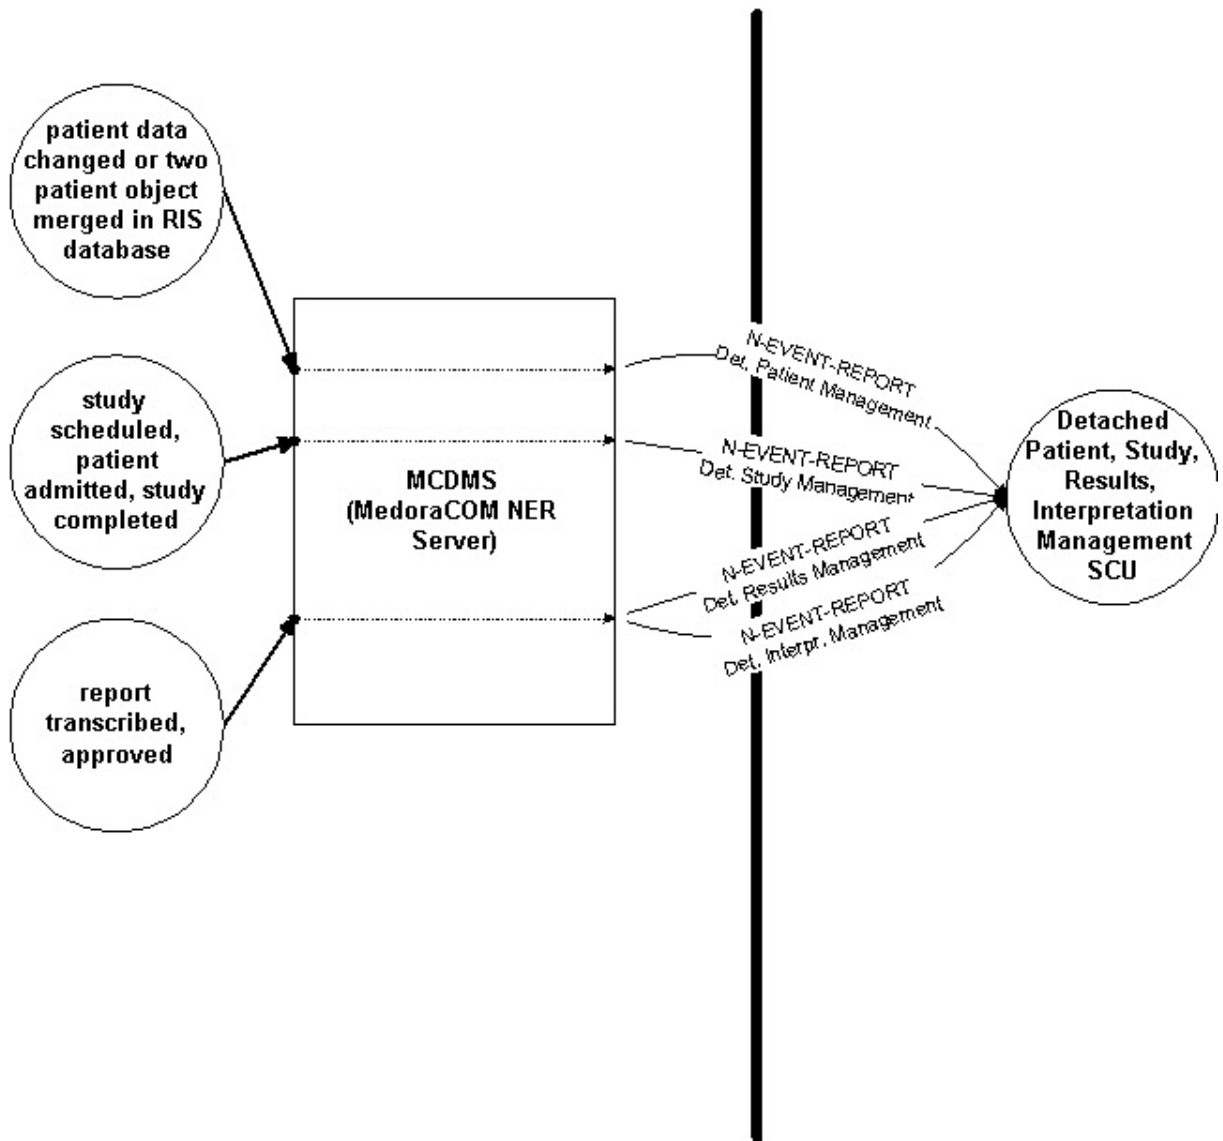 patient data
changed or two
patient object
merged in RIS
database
study
scheduled,
patient
admitted, study
completed
report
transcribed,
approved
MCDMS
(MedoraCOM NER
Server)
N-EVENT-REPORT
Det. Patient Management
N-EVENT-REPORT
Det. Study Management
N-EVENT-REPORT
Det. Results Management
N-EVENT-REPORT
Det. Interpr. Management
Detached
Patient, Study,
Results,
Interpretation
Management
SCU